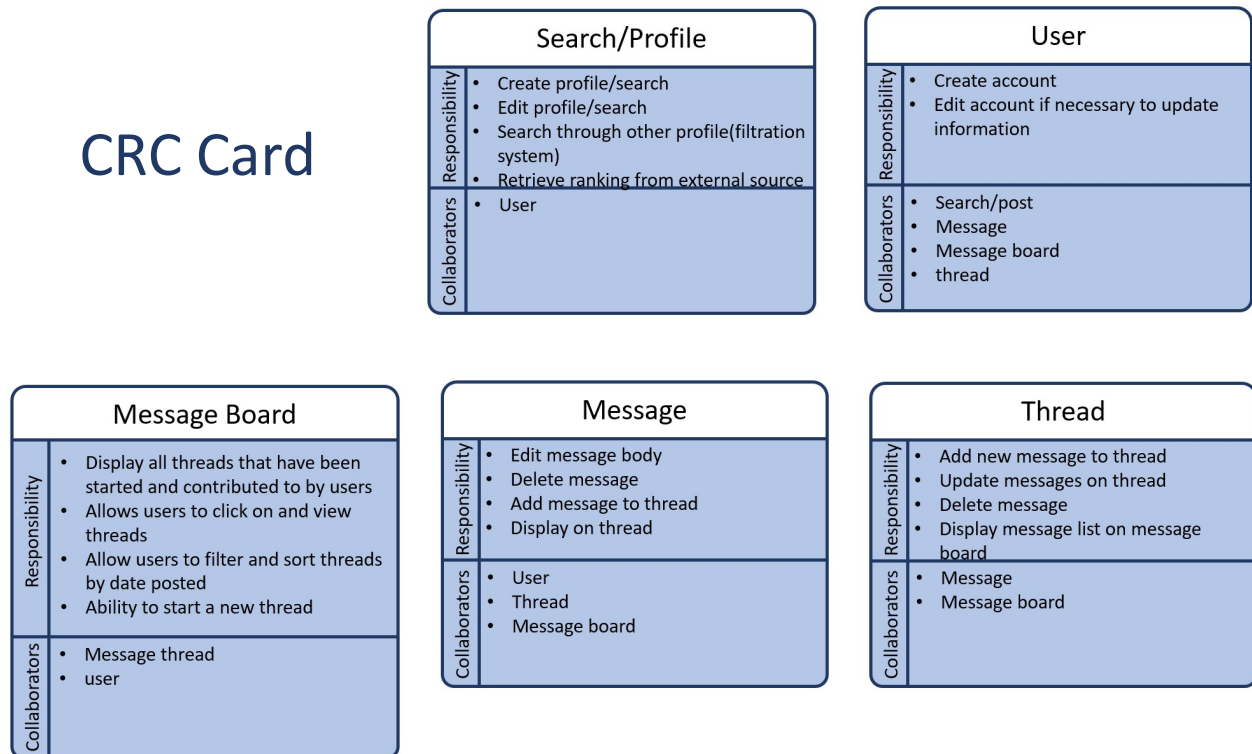 CRC Card
Search/Profile
Responsibility
• Create profile/search
• Edit profile/search
• Search through other profile(filtration
system)
• Retrieve ranking from external source
Collaborators
• User
User
Responsibility
• Create account
• Edit account if necessary to update
information
Collaborators
• Search/post
• Message
• Message board
• thread
Message Board
Responsibility
• Display all threads that have been
started and contributed to by users
• Allows users to click on and view
threads
• Allow users to filter and sort threads
by date posted
• Ability to start a new thread
Collaborators
• Message thread
• user
Message
Responsibility
• Edit message body
• Delete message
• Add message to thread
• Display on thread
Collaborators
• User
• Thread
• Message board
Thread
Responsibility
• Add new message to thread
• Update messages on thread
• Delete message
• Display message list on message
board
Collaborators
• Message
• Message board